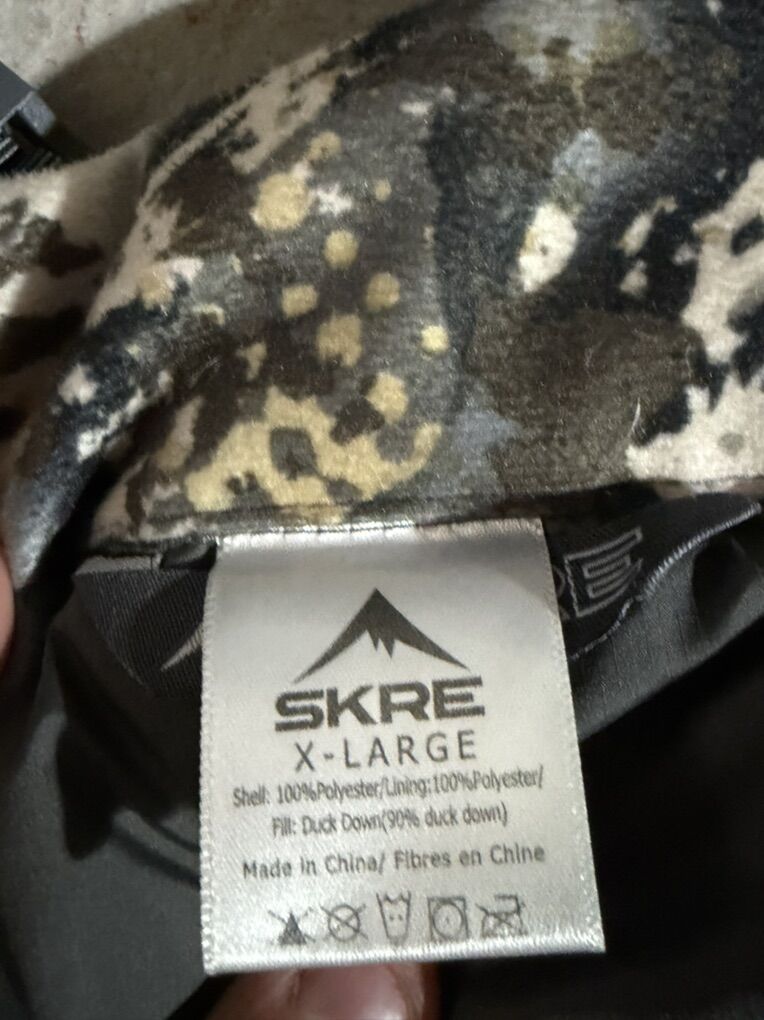 SKRE
X-LARGE
Shell: 100%Polyester/Lining:100%Polyester/
Fill: Duck Down(90% duck down)
Made in China/ Fibres en Chine